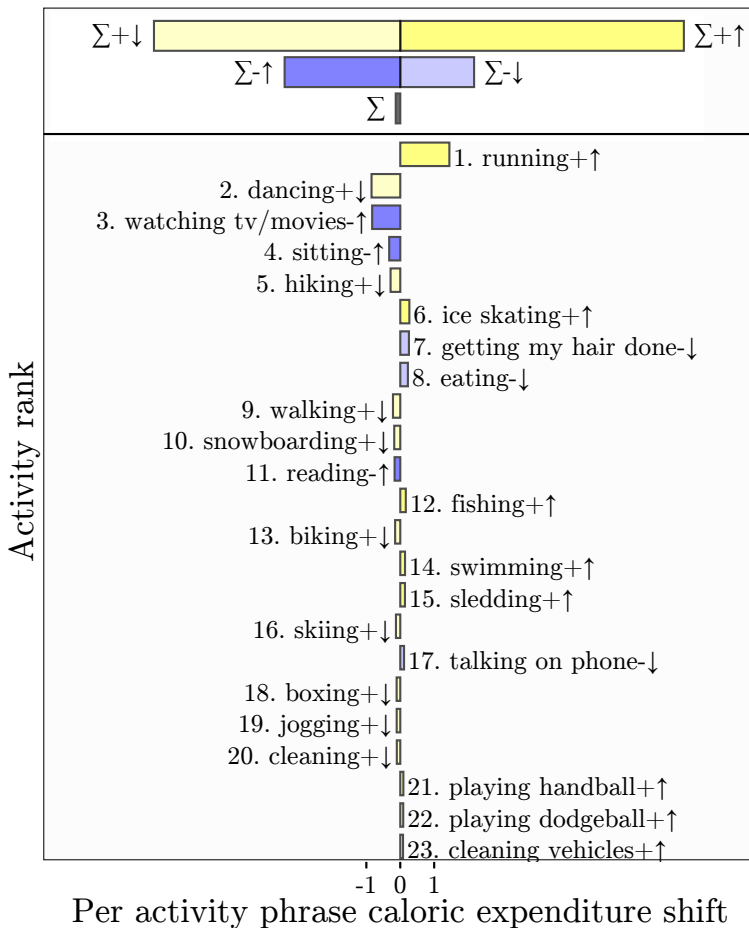 ∑+↓
∑+↑
∑-↑
∑-↓
∑
1. running+↑
2. dancing+↓
3. watching tv/movies-↑
4. sitting-↑
5. hiking+↓
6. ice skating+↑
7. getting my hair done-↓
8. eating-↓
9. walking+↓
10. snowboarding+↓
11. reading-↑
12. fishing+↑
13. biking+↓
14. swimming+↑
15. sledding+↑
16. skiing+↓
17. talking on phone-↓
18. boxing+↓
19. jogging+↓
20. cleaning+↓
21. playing handball+↑
22. playing dodgeball+↑
23. cleaning vehicles+↑
Activity rank
-1 0 1
Per activity phrase caloric expenditure shift